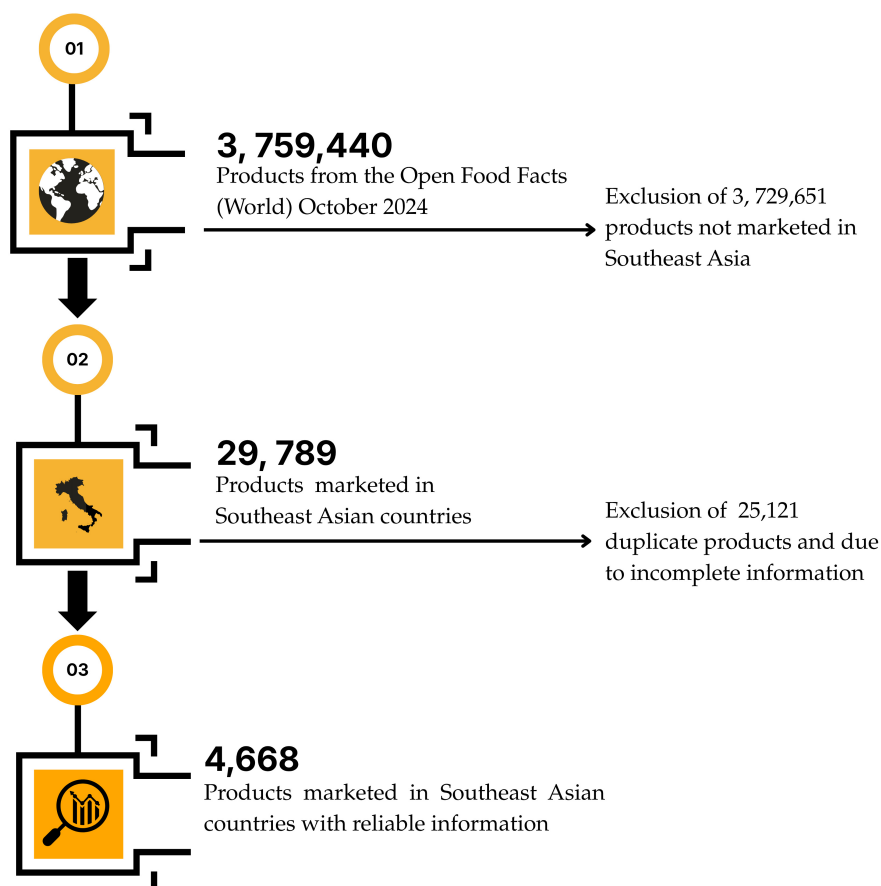 01
3, 759,440
Products from the Open Food Facts
(World) October 2024
Exclusion of 3, 729,651
products not marketed in
Southeast Asia
02
29, 789
Products marketed in
Southeast Asian countries
Exclusion of 25,121
duplicate products and due
to incomplete information
03
4,668
Products marketed in Southeast Asian
countries with reliable information